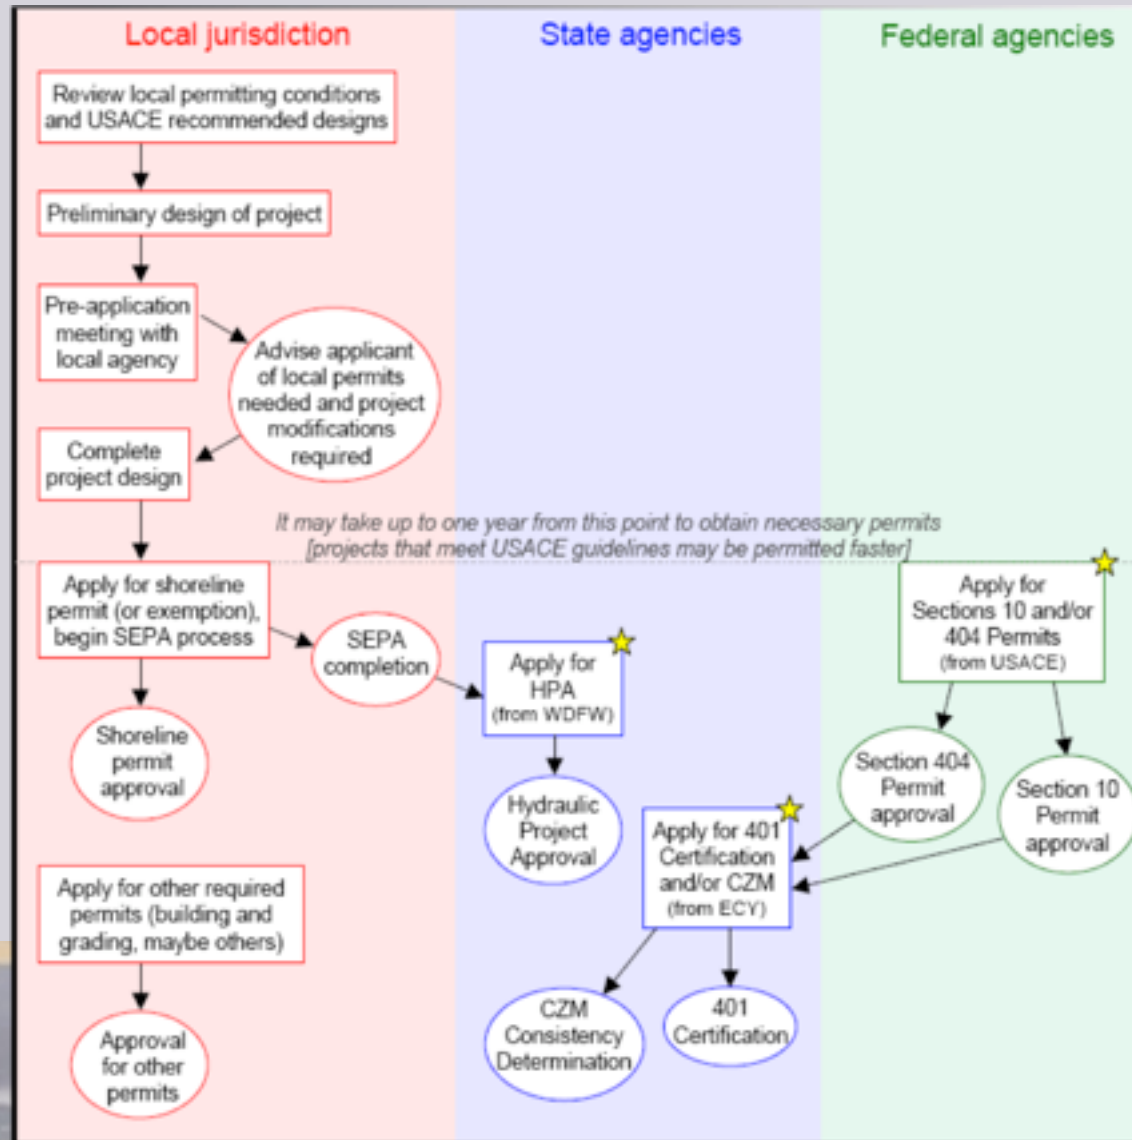 Local jurisdiction
State agencies
Federal agencies
Review local permitting conditions
and USACE recommended designs
Preliminary design of project
Pre-application
meeting with
local agency
Advise applicant
of local permits
needed and project
modifications
required
Complete
project design
It may take up to one year from this point to obtain necessary permits
[projects that meet USACE guidelines may be permitted faster]
Apply for shoreline
permit (or exemption),
begin SEPA process
SEPA
completion
Shoreline
permit
approval
Apply for
HPA
(from WDFW)
Hydraulic
Project
Approval
Apply for
Sections 10 and/or
404 Permits
(from USACE)
Section 404
Permit
approval
Section 10
Permit
approval
Apply for 401
Certification
and/or CZM
(from ECY)
CZM
Consistency
Determination
401
Certification
Apply for other required
permits (building and
grading, maybe others)
Approval
for other
permits